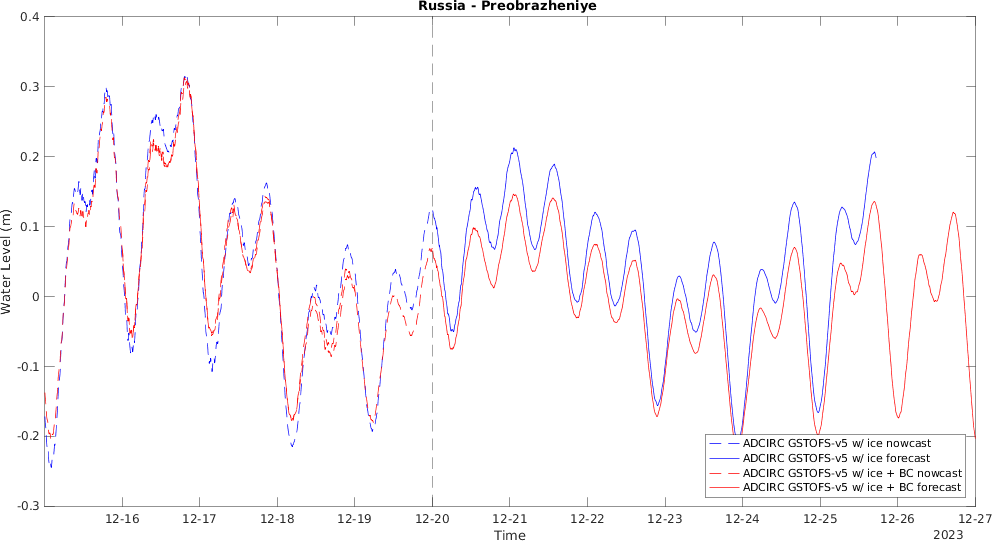 Russia - Preobrazheniye
Water Level (m)
0.4
0.3
0.2
0.1
0
-0.1
-0.2
-0.3
ADCIRC GSTOFS-v5 w/ ice nowcast
ADCIRC GSTOFS-v5 w/ ice forecast
ADCIRC GSTOFS-v5 w/ ice + BC nowcast
ADCIRC GSTOFS-v5 w/ ice + BC forecast
12-16 12-17 12-18 12-19 12-20 12-21 12-22 12-23 12-24 12-25 12-26 12-27
Time
2023